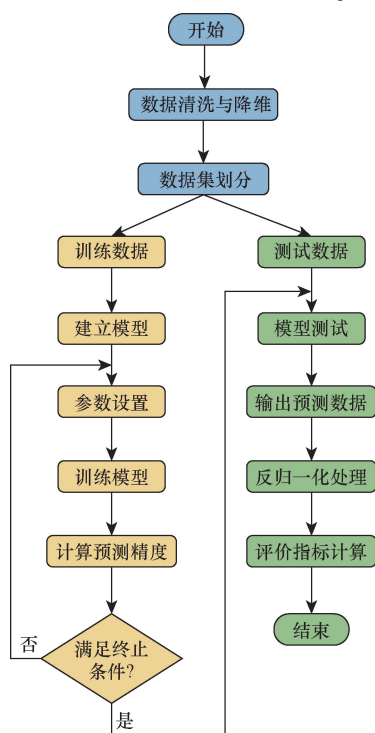 开始
数据清洗与降维
数据集划分
训练数据
测试数据
建立模型
模型测试
参数设置
输出预测数据
训练模型
反归一化处理
计算预测精度
评价指标计算
满足终止
条件?
否
结束
是